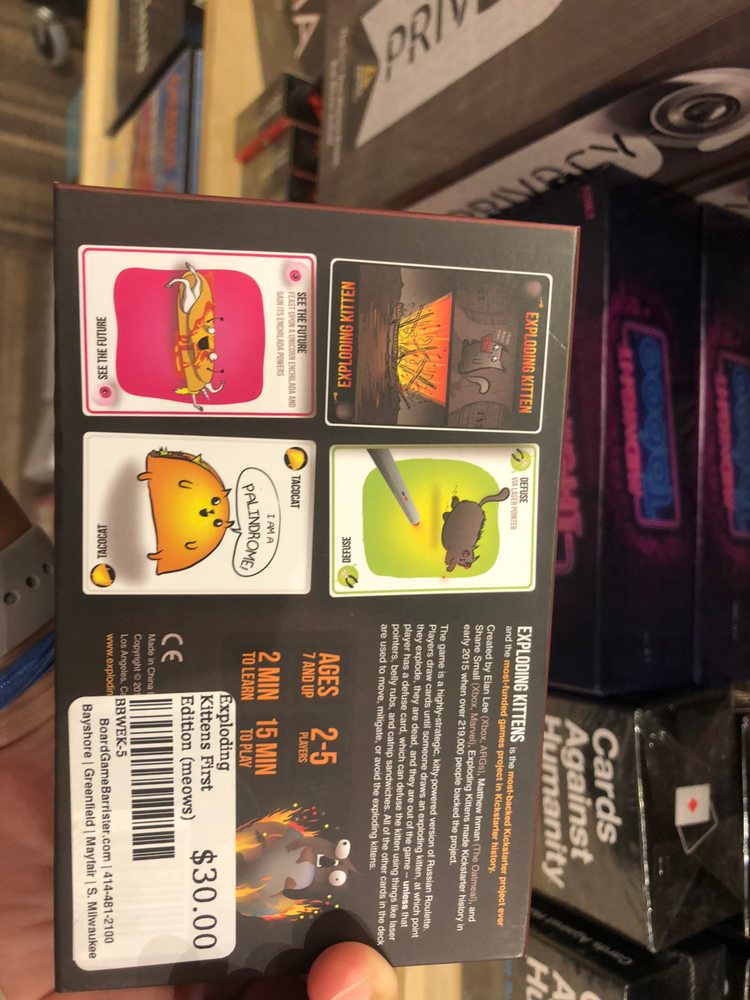 EXPLODING KITTEN
EXPLODING KITTEN
DEFUSE
VIA LASER POINTER
DEFUSE
SEE THE FUTURE
FEAST UPON A UNICORN ENCHILADA AND
GAIN ITS ENCHILADA POWERS
SEE THE FUTURE
TACOCAT
I AM A
PALINDROME!
TACOCAT
EXPLODING KITTENS is the most-backed Kickstarter project ever
and the most-funded games project in Kickstarter history.
Created by Elan Lee (Xbox, ARGs), Matthew Inman (The Oatmeal), and
Shane Small (Xbox, Marvel), Exploding Kittens made Kickstarter history in
early 2015 when over 219,000 people backed the project.
The game is a highly-strategic, kitty-powered version of Russian Roulette.
Players draw cards until someone draws an exploding kitten, at which point
they explode, they are dead, and they are out of the game -- unless that
player has a defuse card, which can defuse the kitten using things like laser
pointers, belly rubs, and catnip sandwiches. All of the other cards in the deck
are used to move, mitigate, or avoid the exploding kittens.
AGES
7 AND UP
2-5
PLAYERS
2 MIN
TO LEARN
15 MIN
TO PLAY
CE
Made in China
Copyright © 20
Los Angeles, C
www.explodin
Exploding
Kittens First
Edition (meows)
$30.00
BBWEK-5
BoardGameBarrister.com | 414-481-2100
Bayshore | Greenfield | Mayfair | S. Milwaukee
PRIV
PRIVACY
Cards
Against
Humanity
Cards Against